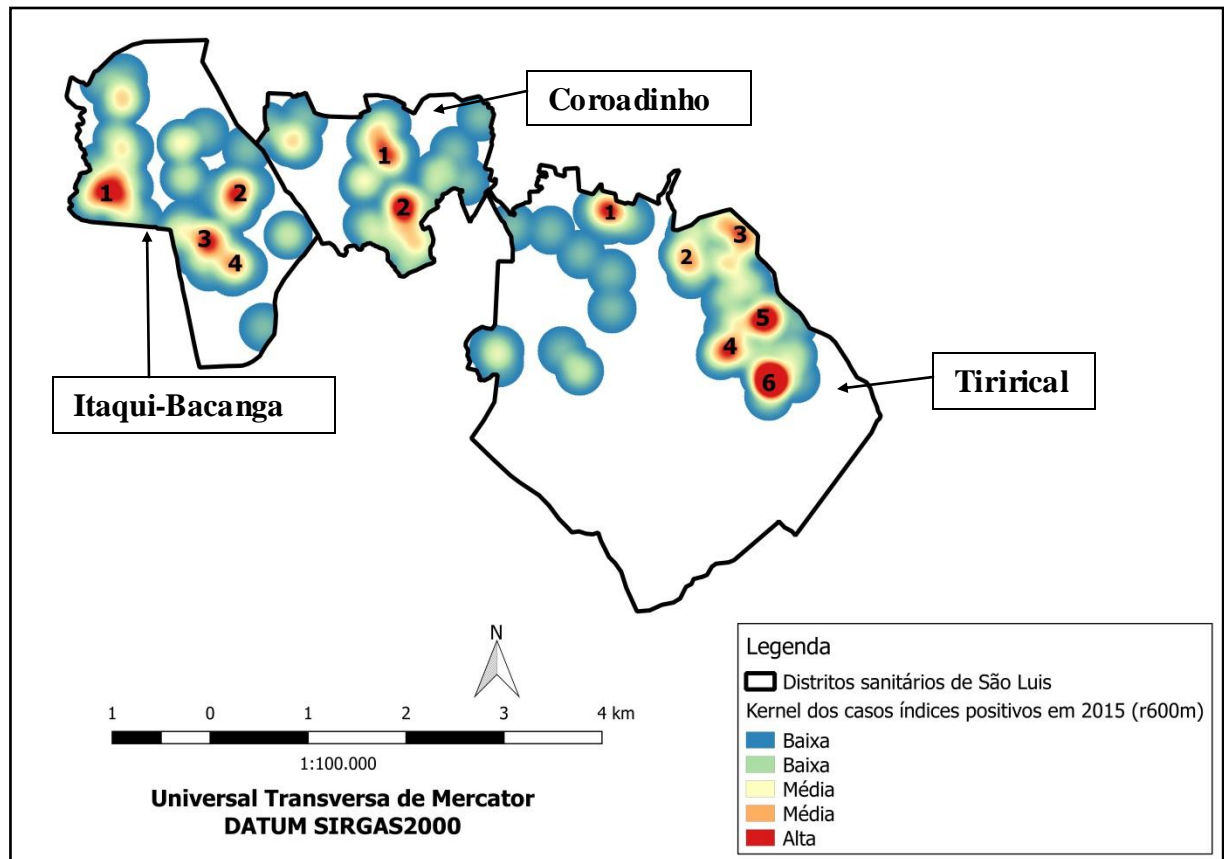 Coroadinho
1
1
2
1
2
2
3
3
4
2
1
5
4
6
Itaqui-Bacanga
Tirirical
N
1 0 1 2 3 4 km
1:100.000
Universal Transversa de Mercator
DATUM SIRGAS2000
Legenda
Distritos sanitários de São Luis
Kernel dos casos índices positivos em 2015 (r600m)
Baixa
Baixa
Média
Média
Alta